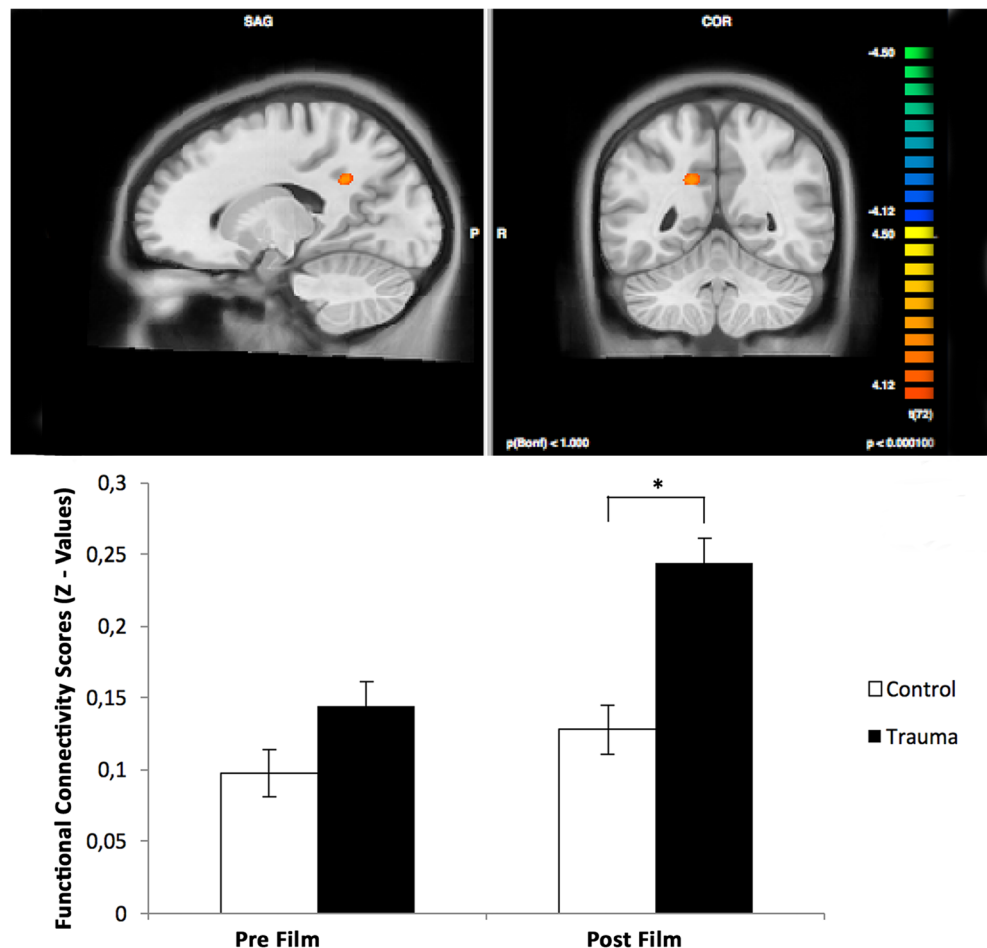 SAG
COR
-4.50
-4.12
4.50
P R
4.12
t(72)
p(Bonf) < 1.000
p < 0.000100
Functional Connectivity Scores (Z - Values)
0,3
0,25
0,2
0,15
0,1
0,05
0
*
Control
Trauma
Pre Film
Post Film